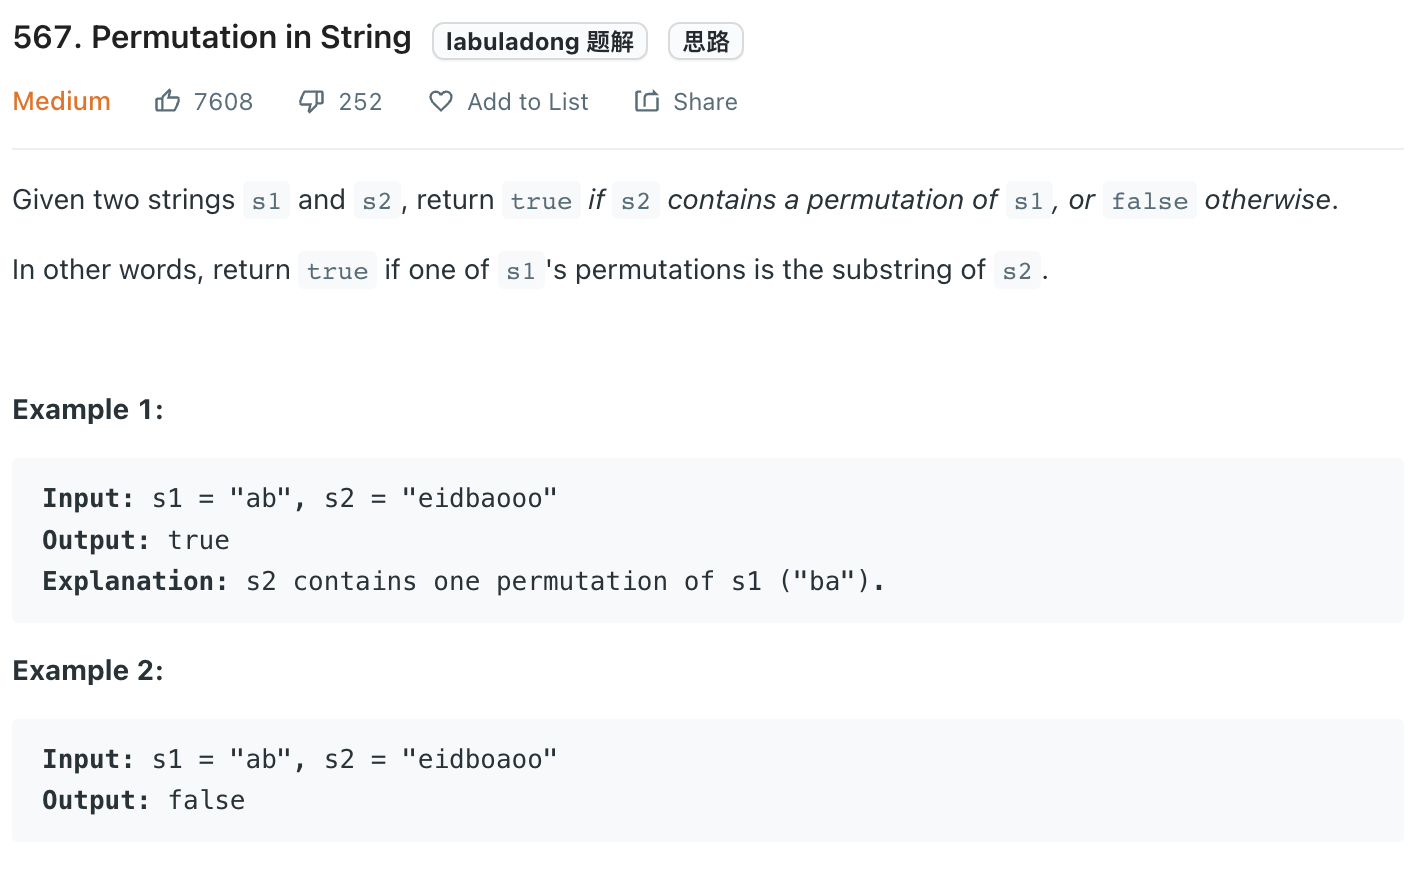 567. Permutation in String labuladong 题解 思路
Medium 7608 252 Add to List Share
Given two strings s1 and s2, return true if s2 contains a permutation of s1, or false otherwise.
In other words, return true if one of s1's permutations is the substring of s2.
Example 1:
Input: s1 = "ab", s2 = "eidbaooo"
Output: true
Explanation: s2 contains one permutation of s1 ("ba").
Example 2:
Input: s1 = "ab", s2 = "eidboaoo"
Output: false